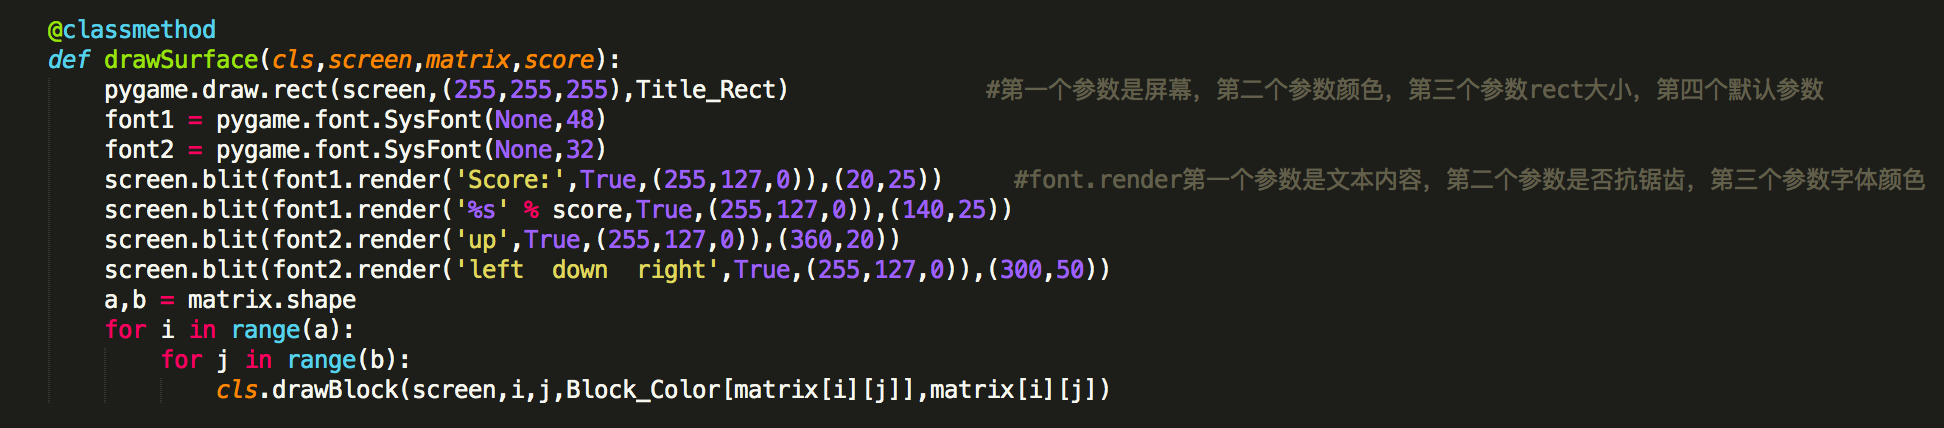 @classmethod
def drawSurface(cls,screen,matrix,score):
    pygame.draw.rect(screen,(255,255,255),Title_Rect)              #第一个参数是屏幕，第二个参数颜色，第三个参数rect大小，第四个默认参数
    font1 = pygame.font.SysFont(None,48)
    font2 = pygame.font.SysFont(None,32)
    screen.blit(font1.render('Score:',True,(255,127,0)),(20,25))     #font.render第一个参数是文本内容，第二个参数是否抗锯齿，第三个参数字体颜色
    screen.blit(font1.render('%s' % score,True,(255,127,0)),(140,25))
    screen.blit(font2.render('up',True,(255,127,0)),(360,20))
    screen.blit(font2.render('left  down  right',True,(255,127,0)),(300,50))
    a,b = matrix.shape
    for i in range(a):
        for j in range(b):
            cls.drawBlock(screen,i,j,Block_Color[matrix[i][j]],matrix[i][j])